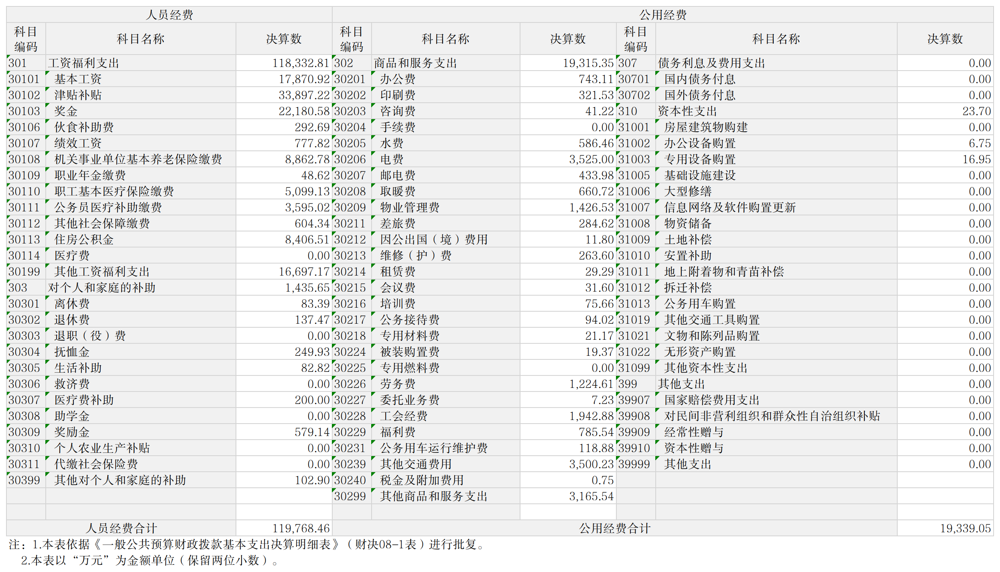 人员经费 公用经费
科目编码 科目名称 决算数 科目编码 科目名称 决算数 科目编码 科目名称 决算数
301 工资福利支出 118,332.81 302 商品和服务支出 19,315.35 307 债务利息及费用支出 0.00
30101 基本工资 17,870.92 30201 办公费 743.11 30701 国内债务付息 0.00
30102 津贴补贴 33,897.22 30202 印刷费 321.53 30702 国外债务付息 0.00
30103 奖金 22,180.58 30203 咨询费 41.22 310 资本性支出 23.70
30106 伙食补助费 292.69 30204 手续费 0.00 31001 房屋建筑物购建 0.00
30107 绩效工资 777.82 30205 水费 586.46 31002 办公设备购置 6.75
30108 机关事业单位基本养老保险缴费 8,862.78 30206 电费 3,525.00 31003 专用设备购置 16.95
30109 职业年金缴费 48.62 30207 邮电费 433.98 31005 基础设施建设 0.00
30110 职工基本医疗保险缴费 5,099.13 30208 取暖费 660.72 31006 大型修缮 0.00
30111 公务员医疗补助缴费 3,595.02 30209 物业管理费 1,426.53 31007 信息网络及软件购置更新 0.00
30112 其他社会保障缴费 604.34 30211 差旅费 284.62 31008 物资储备 0.00
30113 住房公积金 8,406.51 30212 因公出国（境）费用 11.80 31009 土地补偿 0.00
30114 医疗费 0.00 30213 维修（护）费 263.60 31010 安置补助 0.00
30199 其他工资福利支出 16,697.17 30214 租赁费 29.29 31011 地上附着物和青苗补偿 0.00
303 对个人和家庭的补助 1,435.65 30215 会议费 31.60 31012 拆迁补偿 0.00
30301 离休费 83.39 30216 培训费 75.66 31013 公务用车购置 0.00
30302 退休费 137.47 30217 公务接待费 94.02 31019 其他交通工具购置 0.00
30303 退职（役）费 0.00 30218 专用材料费 21.17 31021 文物和陈列品购置 0.00
30304 抚恤金 249.93 30224 被装购置费 19.37 31022 无形资产购置 0.00
30305 生活补助 82.82 30225 专用燃料费 0.00 31099 其他资本性支出 0.00
30306 救济费 0.00 30226 劳务费 1,224.61 399 其他支出 0.00
30307 医疗费补助 200.00 30227 委托业务费 7.23 39907 国家赔偿费用支出 0.00
30308 助学金 0.00 30228 工会经费 1,942.88 39908 对民间非营利组织和群众性自治组织补贴 0.00
30309 奖励金 579.14 30229 福利费 785.54 39909 经常性赠与 0.00
30310 个人农业生产补贴 0.00 30231 公务用车运行维护费 118.88 39910 资本性赠与 0.00
30311 代缴社会保险费 0.00 30239 其他交通费用 3,500.23 39999 其他支出 0.00
30399 其他对个人和家庭的补助 102.90 30240 税金及附加费用 0.75
30299 其他商品和服务支出 3,165.54
人员经费合计 119,768.46 公用经费合计 19,339.05
注：1.本表依据《一般公共预算财政拨款基本支出决算明细表》（财决08-1表）进行批复。
2.本表以“万元”为金额单位（保留两位小数）。